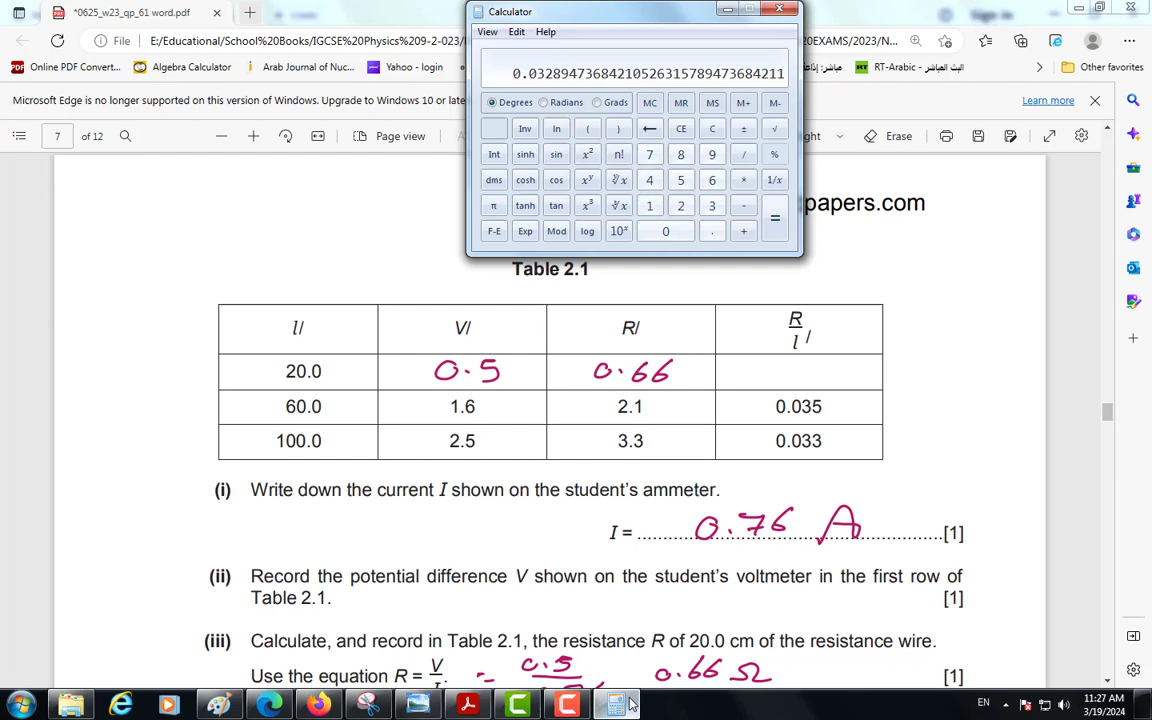 *0625_w23_qp_61 word.pdf
Calculator
Sign in
File
E:/Educational/School%20Books/IGCSE%20Physics%209-2-023/
EXAMS/2023/N...
View Edit Help
0.03289473684210526315789473684211
Online PDF Convert...
Algebra Calculator
Arab Journal of Nuc...
Yahoo - login
مباشر:
RT-Arabic - البث المباشر
Other favorites
Degrees Radians Grads MC MR MS M+ M-
Microsoft Edge is no longer supported on this version of Windows. Upgrade to Windows 10 or late
Learn more
Inv ln ( ) ← CE C ± √
7 of 12
Page view
Erase
Int sinh sin x² n! 7 8 9 / %
dms cosh cos xʸ ʸ√x 4 5 6 * 1/x
π tanh tan x³ ³√x 1 2 3 - =
F-E Exp Mod log 10ˣ 0 . +
papers.com
Table 2.1
l/ V/ R/ R/l /
20.0 0.5 0.66
60.0 1.6 2.1 0.035
100.0 2.5 3.3 0.033
(i) Write down the current I shown on the student's ammeter.
I = 0.76 A [1]
(ii) Record the potential difference V shown on the student's voltmeter in the first row of
Table 2.1. [1]
(iii) Calculate, and record in Table 2.1, the resistance R of 20.0 cm of the resistance wire.
Use the equation R = V/I. = 0.5 0.66 Ω [1]
EN
11:27 AM
3/19/2024